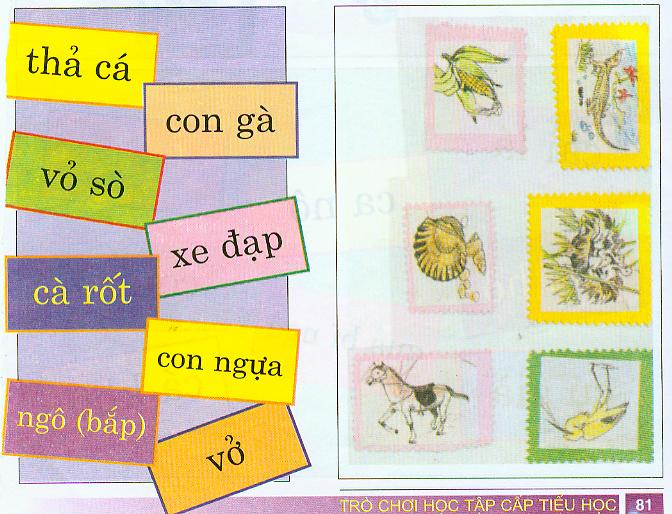 thả cá
con gà
vỏ sò
xe đạp
cà rốt
con ngựa
ngô (bắp)
vở
TRÒ CHƠI HỌC TẬP CẤP TIỂU HỌC 81